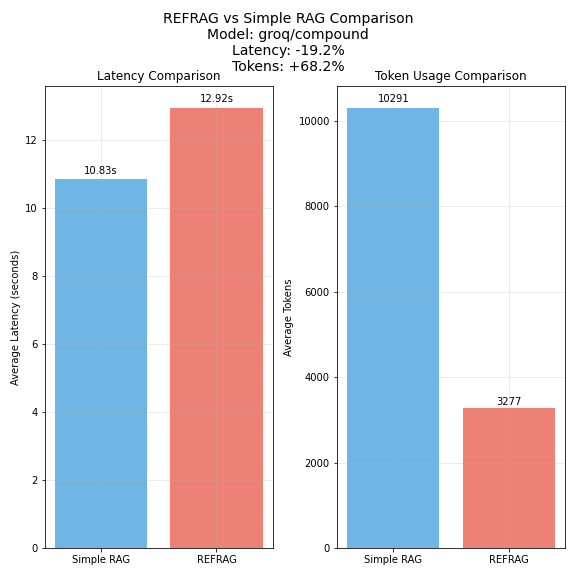 REFRAG vs Simple RAG Comparison
Model: groq/compound
Latency: -19.2%
Tokens: +68.2%
Latency Comparison
12.92s
10.83s
12
10
8
6
4
2
0
Average Latency (seconds)
Simple RAG
REFRAG
Token Usage Comparison
10291
3277
10000
8000
6000
4000
2000
0
Average Tokens
Simple RAG
REFRAG